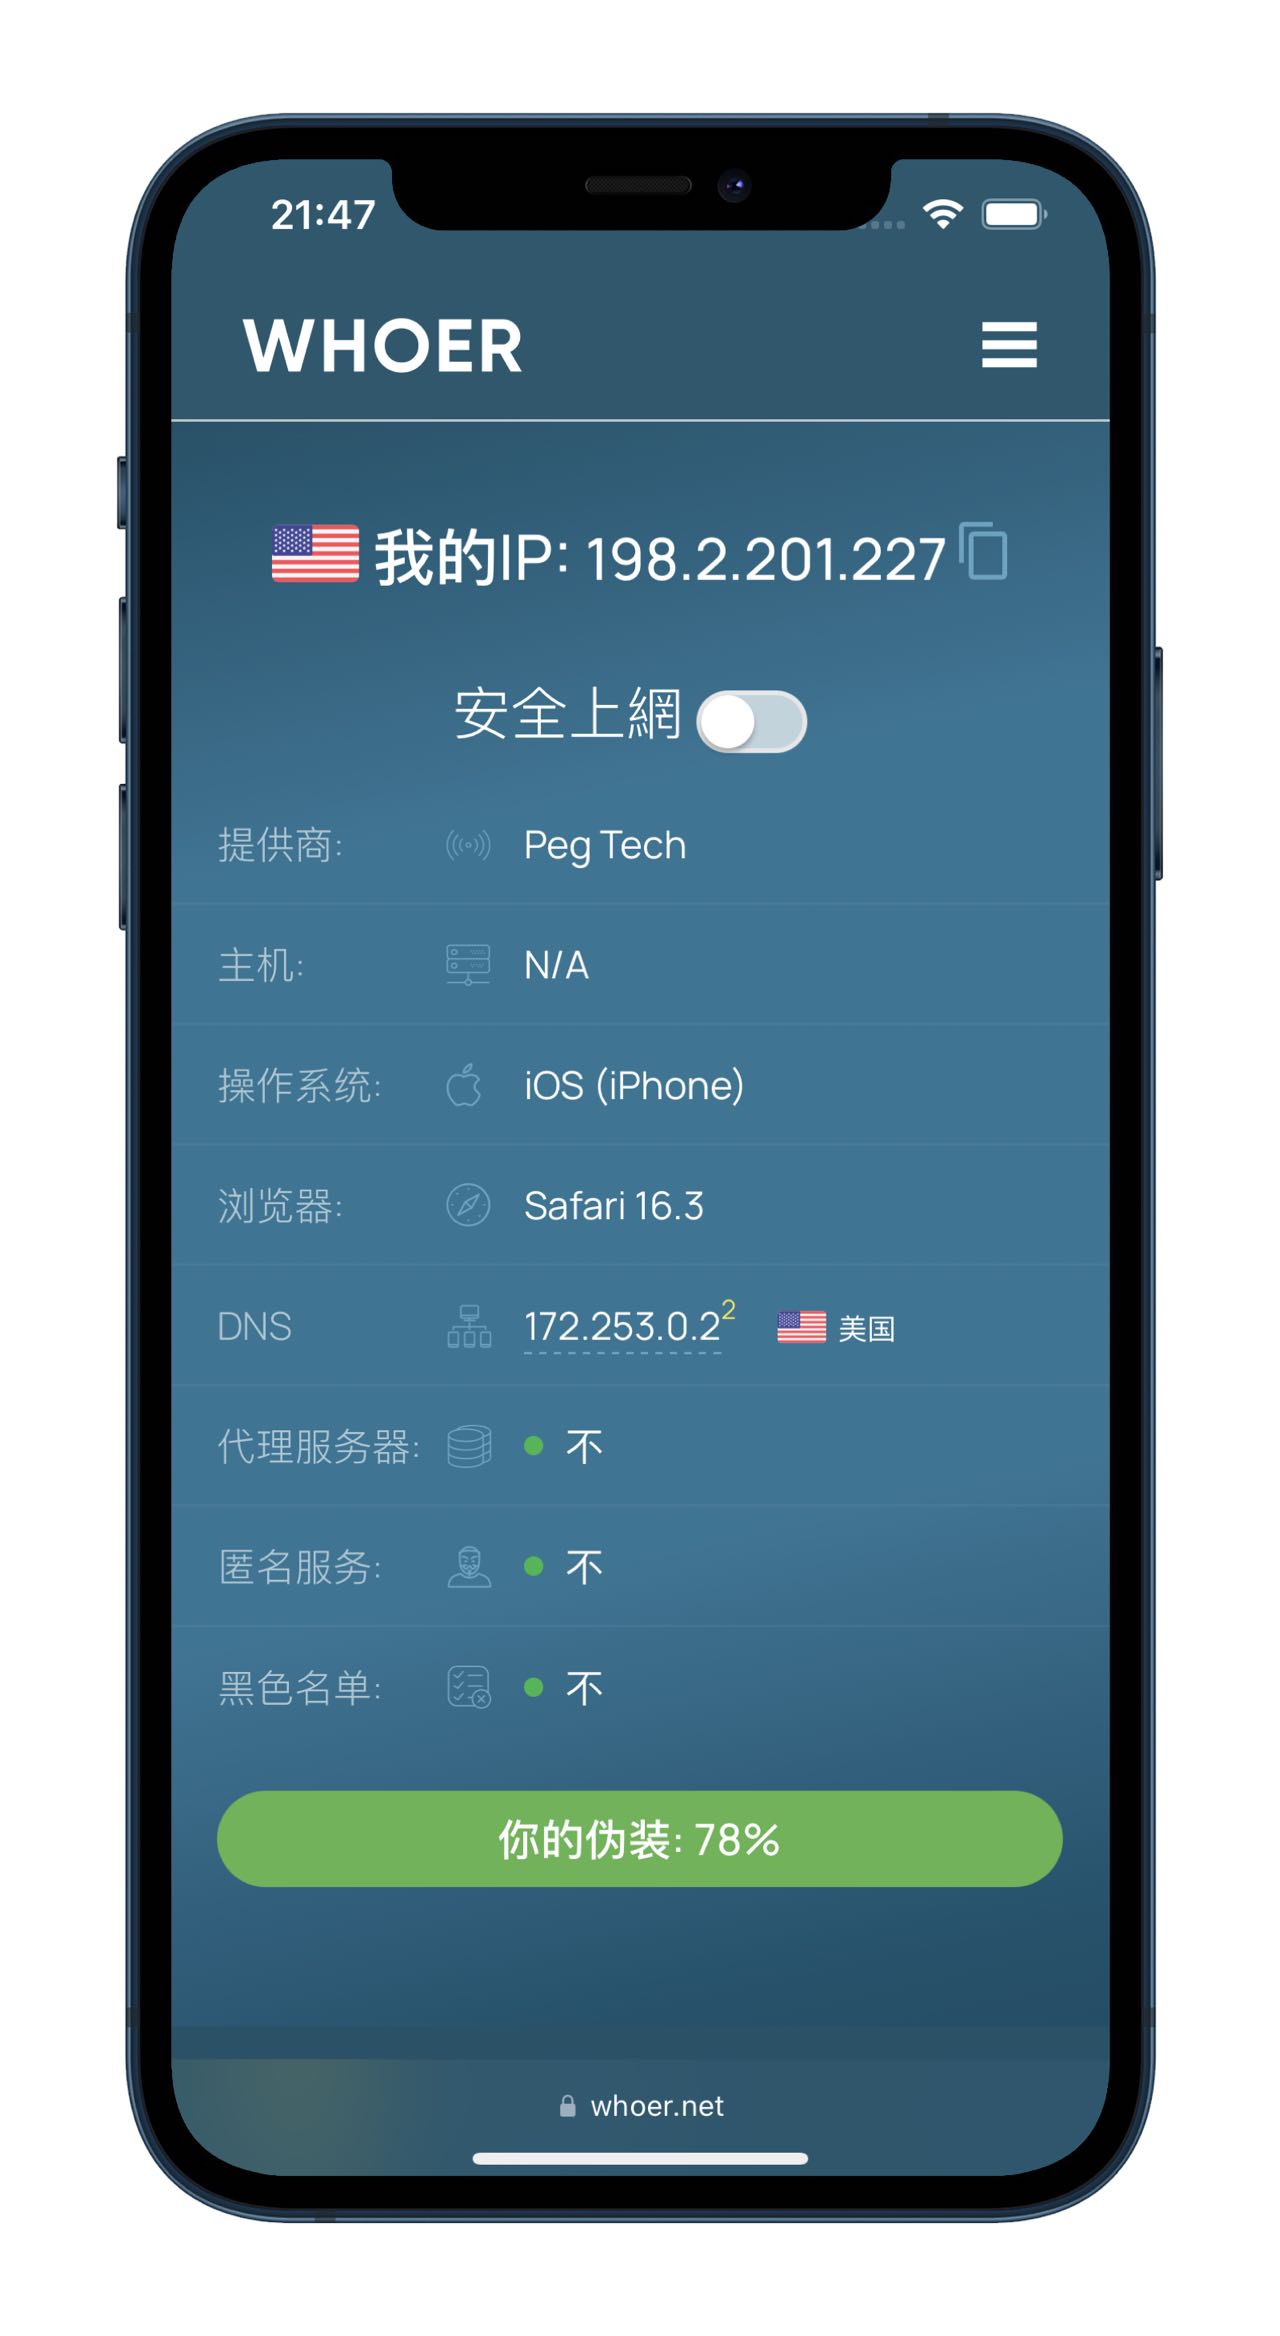 21:47
WHOER
我的IP: 198.2.201.227
安全上網
提供商: Peg Tech
主机: N/A
操作系统: iOS (iPhone)
浏览器: Safari 16.3
DNS 172.253.0.2 2 美国
代理服务器: 不
匿名服务: 不
黑色名单: 不
你的伪装: 78%
whoer.net